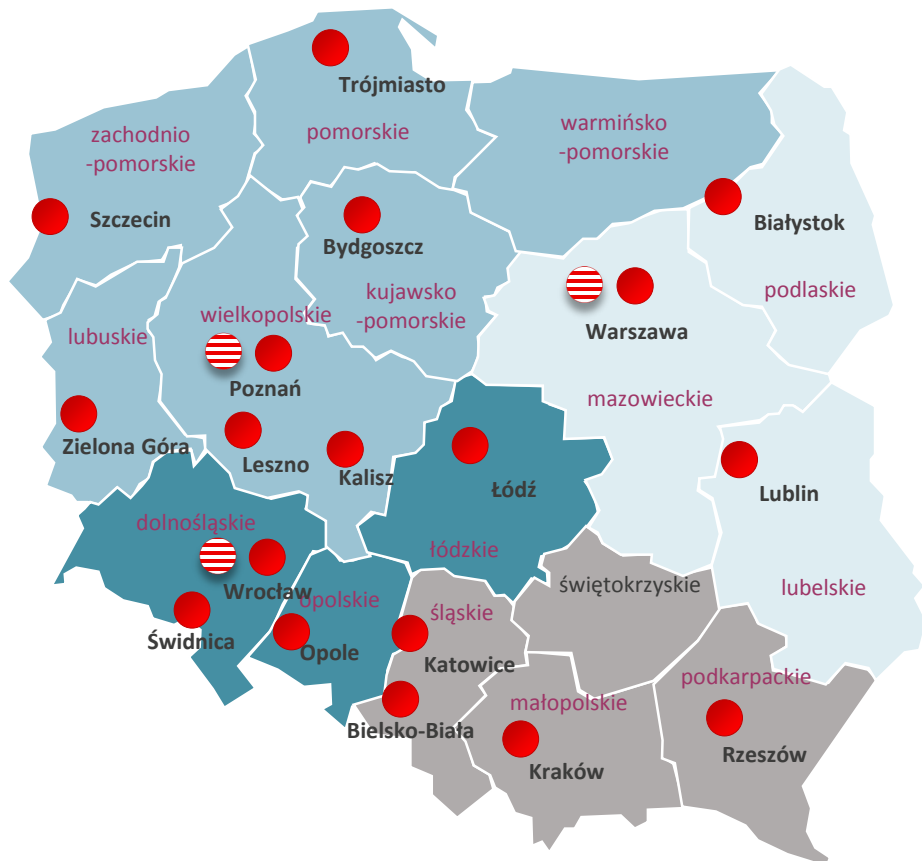 Trójmiasto
pomorskie
warmińsko
-pomorskie
zachodnio
-pomorskie
Szczecin
Bydgoszcz
Białystok
kujawsko
-pomorskie
podlaskie
wielkopolskie
lubuskie
Warszawa
Poznań
mazowieckie
Zielona Góra
Leszno
Kalisz
Łódź
Lublin
dolnośląskie
łódzkie
świętokrzyskie
lubelskie
Wrocław
opolskie
śląskie
Świdnica
Opole
Katowice
podkarpackie
małopolskie
Bielsko-Biała
Kraków
Rzeszów